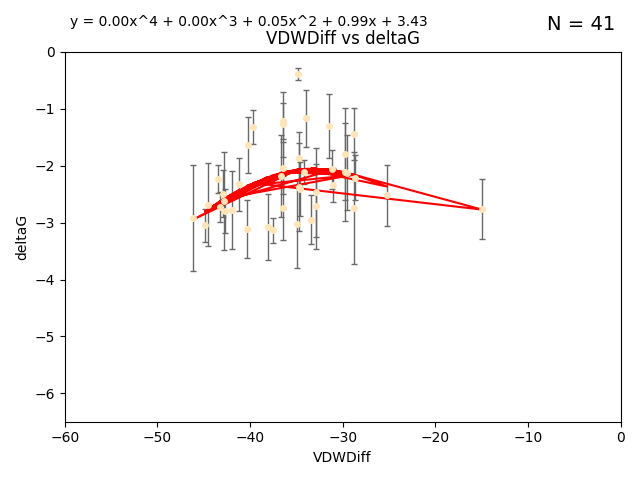 y = 0.00x^4 + 0.00x^3 + 0.05x^2 + 0.99x + 3.43
N = 41
VDWDiff vs deltaG
0
−1
−2
−3
−4
−5
−6
deltaG
−60 −50 −40 −30 −20 −10 0
VDWDiff